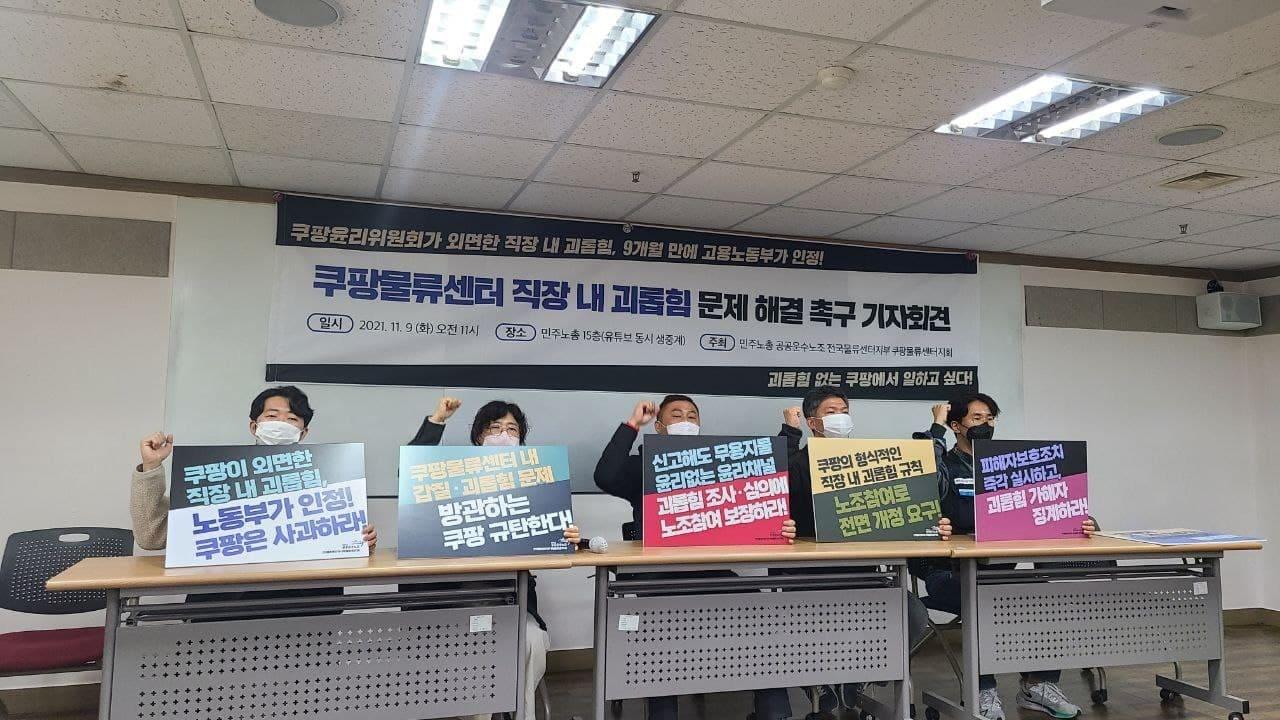 쿠팡윤리위원회가 외면한 직장 내 괴롭힘, 9개월 만에 고용노동부가 인정!
쿠팡물류센터 직장 내 괴롭힘 문제 해결 촉구 기자회견
일시 2021. 11. 9 (화) 오전 11시 장소 민주노총 15층(유튜브 동시 생중계) 주최 민주노총 공공운수노조 전국물류센터지부 쿠팡물류센터지회
괴롭힘 없는 쿠팡에서 일하고 싶다!
쿠팡이 외면한
직장 내 괴롭힘,
노동부가 인정!
쿠팡은 사과하라!
쿠팡물류센터 내
갑질·괴롭힘 문제
방관하는
쿠팡 규탄한다!
신고해도 무용지물
윤리없는 윤리채널
괴롭힘 조사·심의에
노조참여 보장하라!
쿠팡의 형식적인
직장 내 괴롭힘 규칙
노조참여로
전면 개정 요구!
피해자보호조치
즉각 실시하고,
괴롭힘 가해자
징계하라!